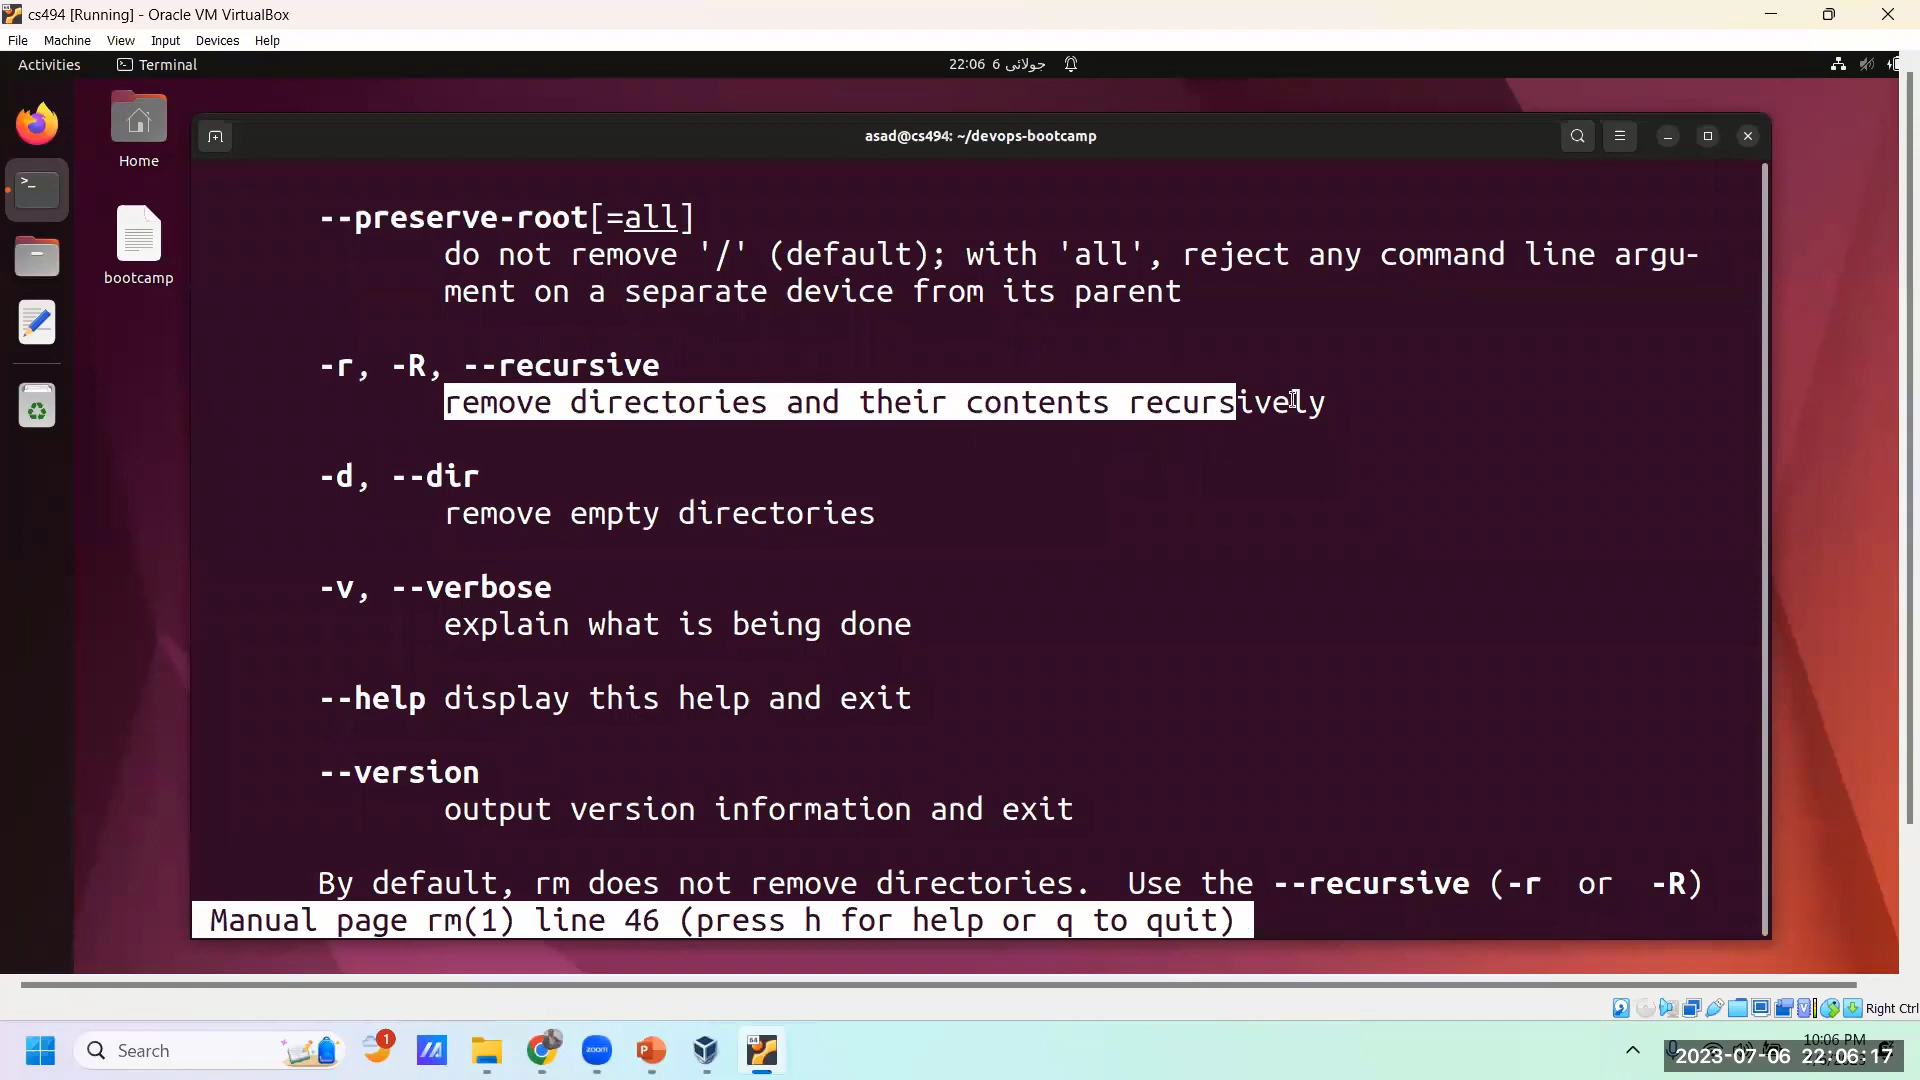 cs494 [Running] - Oracle VM VirtualBox
File Machine View Input Devices Help
Activities Terminal 22:06 6 جولائی
asad@cs494: ~/devops-bootcamp
Home
bootcamp
--preserve-root[=all]
do not remove '/' (default); with 'all', reject any command line argu-
ment on a separate device from its parent
-r, -R, --recursive
remove directories and their contents recursively
-d, --dir
remove empty directories
-v, --verbose
explain what is being done
--help display this help and exit
--version
output version information and exit
By default, rm does not remove directories.  Use the --recursive (-r  or  -R)
Manual page rm(1) line 46 (press h for help or q to quit)
Right Ctrl
Search
1
zoom
64
10:06 PM
2023-07-06 22:06:17